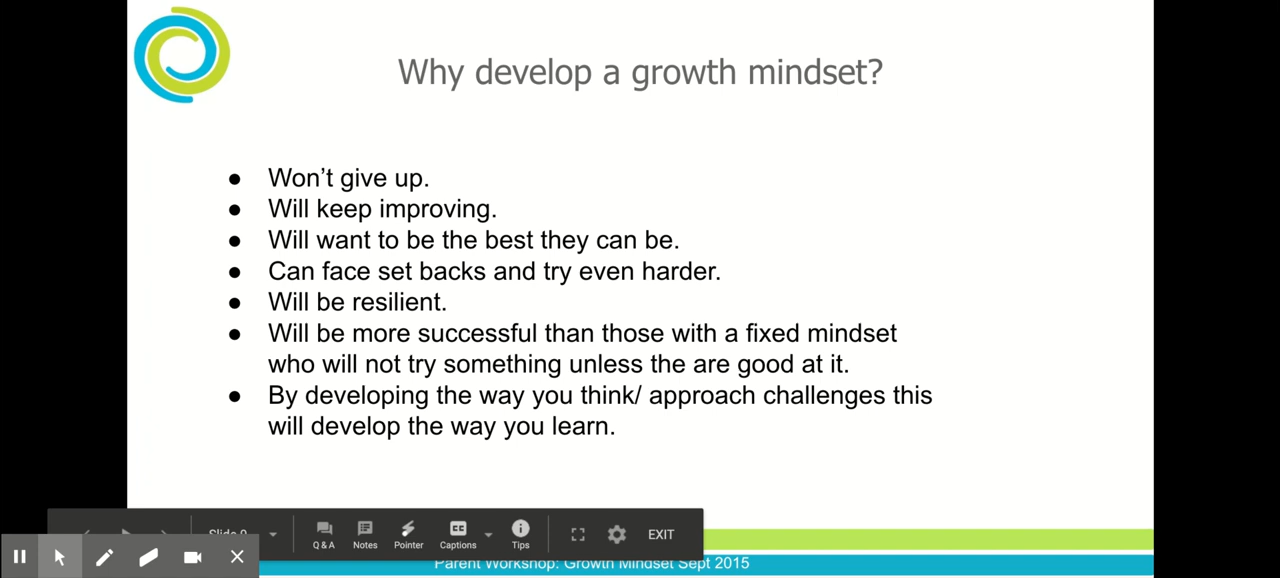 Why develop a growth mindset?
● Won’t give up.
● Will keep improving.
● Will want to be the best they can be.
● Can face set backs and try even harder.
● Will be resilient.
● Will be more successful than those with a fixed mindset
who will not try something unless the are good at it.
● By developing the way you think/ approach challenges this
will develop the way you learn.
Q & A Notes Pointer Captions Tips EXIT
Parent Workshop: Growth Mindset Sept 2015